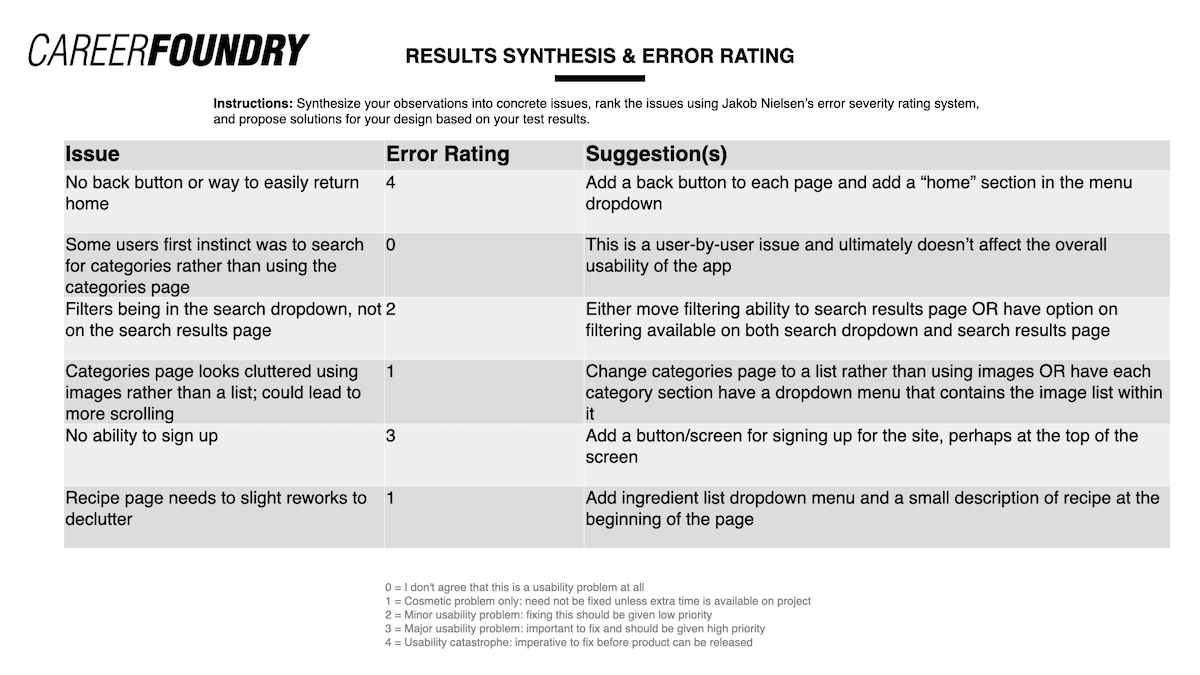 CAREERFOUNDRY
RESULTS SYNTHESIS & ERROR RATING
Instructions: Synthesize your observations into concrete issues, rank the issues using Jakob Nielsen’s error severity rating system,
and propose solutions for your design based on your test results.
Issue Error Rating Suggestion(s)
No back button or way to easily return
home
4
Add a back button to each page and add a “home” section in the menu
dropdown
Some users first instinct was to search
for categories rather than using the
categories page
0
This is a user-by-user issue and ultimately doesn’t affect the overall
usability of the app
Filters being in the search dropdown, not
on the search results page
2
Either move filtering ability to search results page OR have option on
filtering available on both search dropdown and search results page
Categories page looks cluttered using
images rather than a list; could lead to
more scrolling
1
Change categories page to a list rather than using images OR have each
category section have a dropdown menu that contains the image list within
it
No ability to sign up
3
Add a button/screen for signing up for the site, perhaps at the top of the
screen
Recipe page needs to slight reworks to
declutter
1
Add ingredient list dropdown menu and a small description of recipe at the
beginning of the page
0 = I don't agree that this is a usability problem at all
1 = Cosmetic problem only: need not be fixed unless extra time is available on project
2 = Minor usability problem: fixing this should be given low priority
3 = Major usability problem: important to fix and should be given high priority
4 = Usability catastrophe: imperative to fix before product can be released